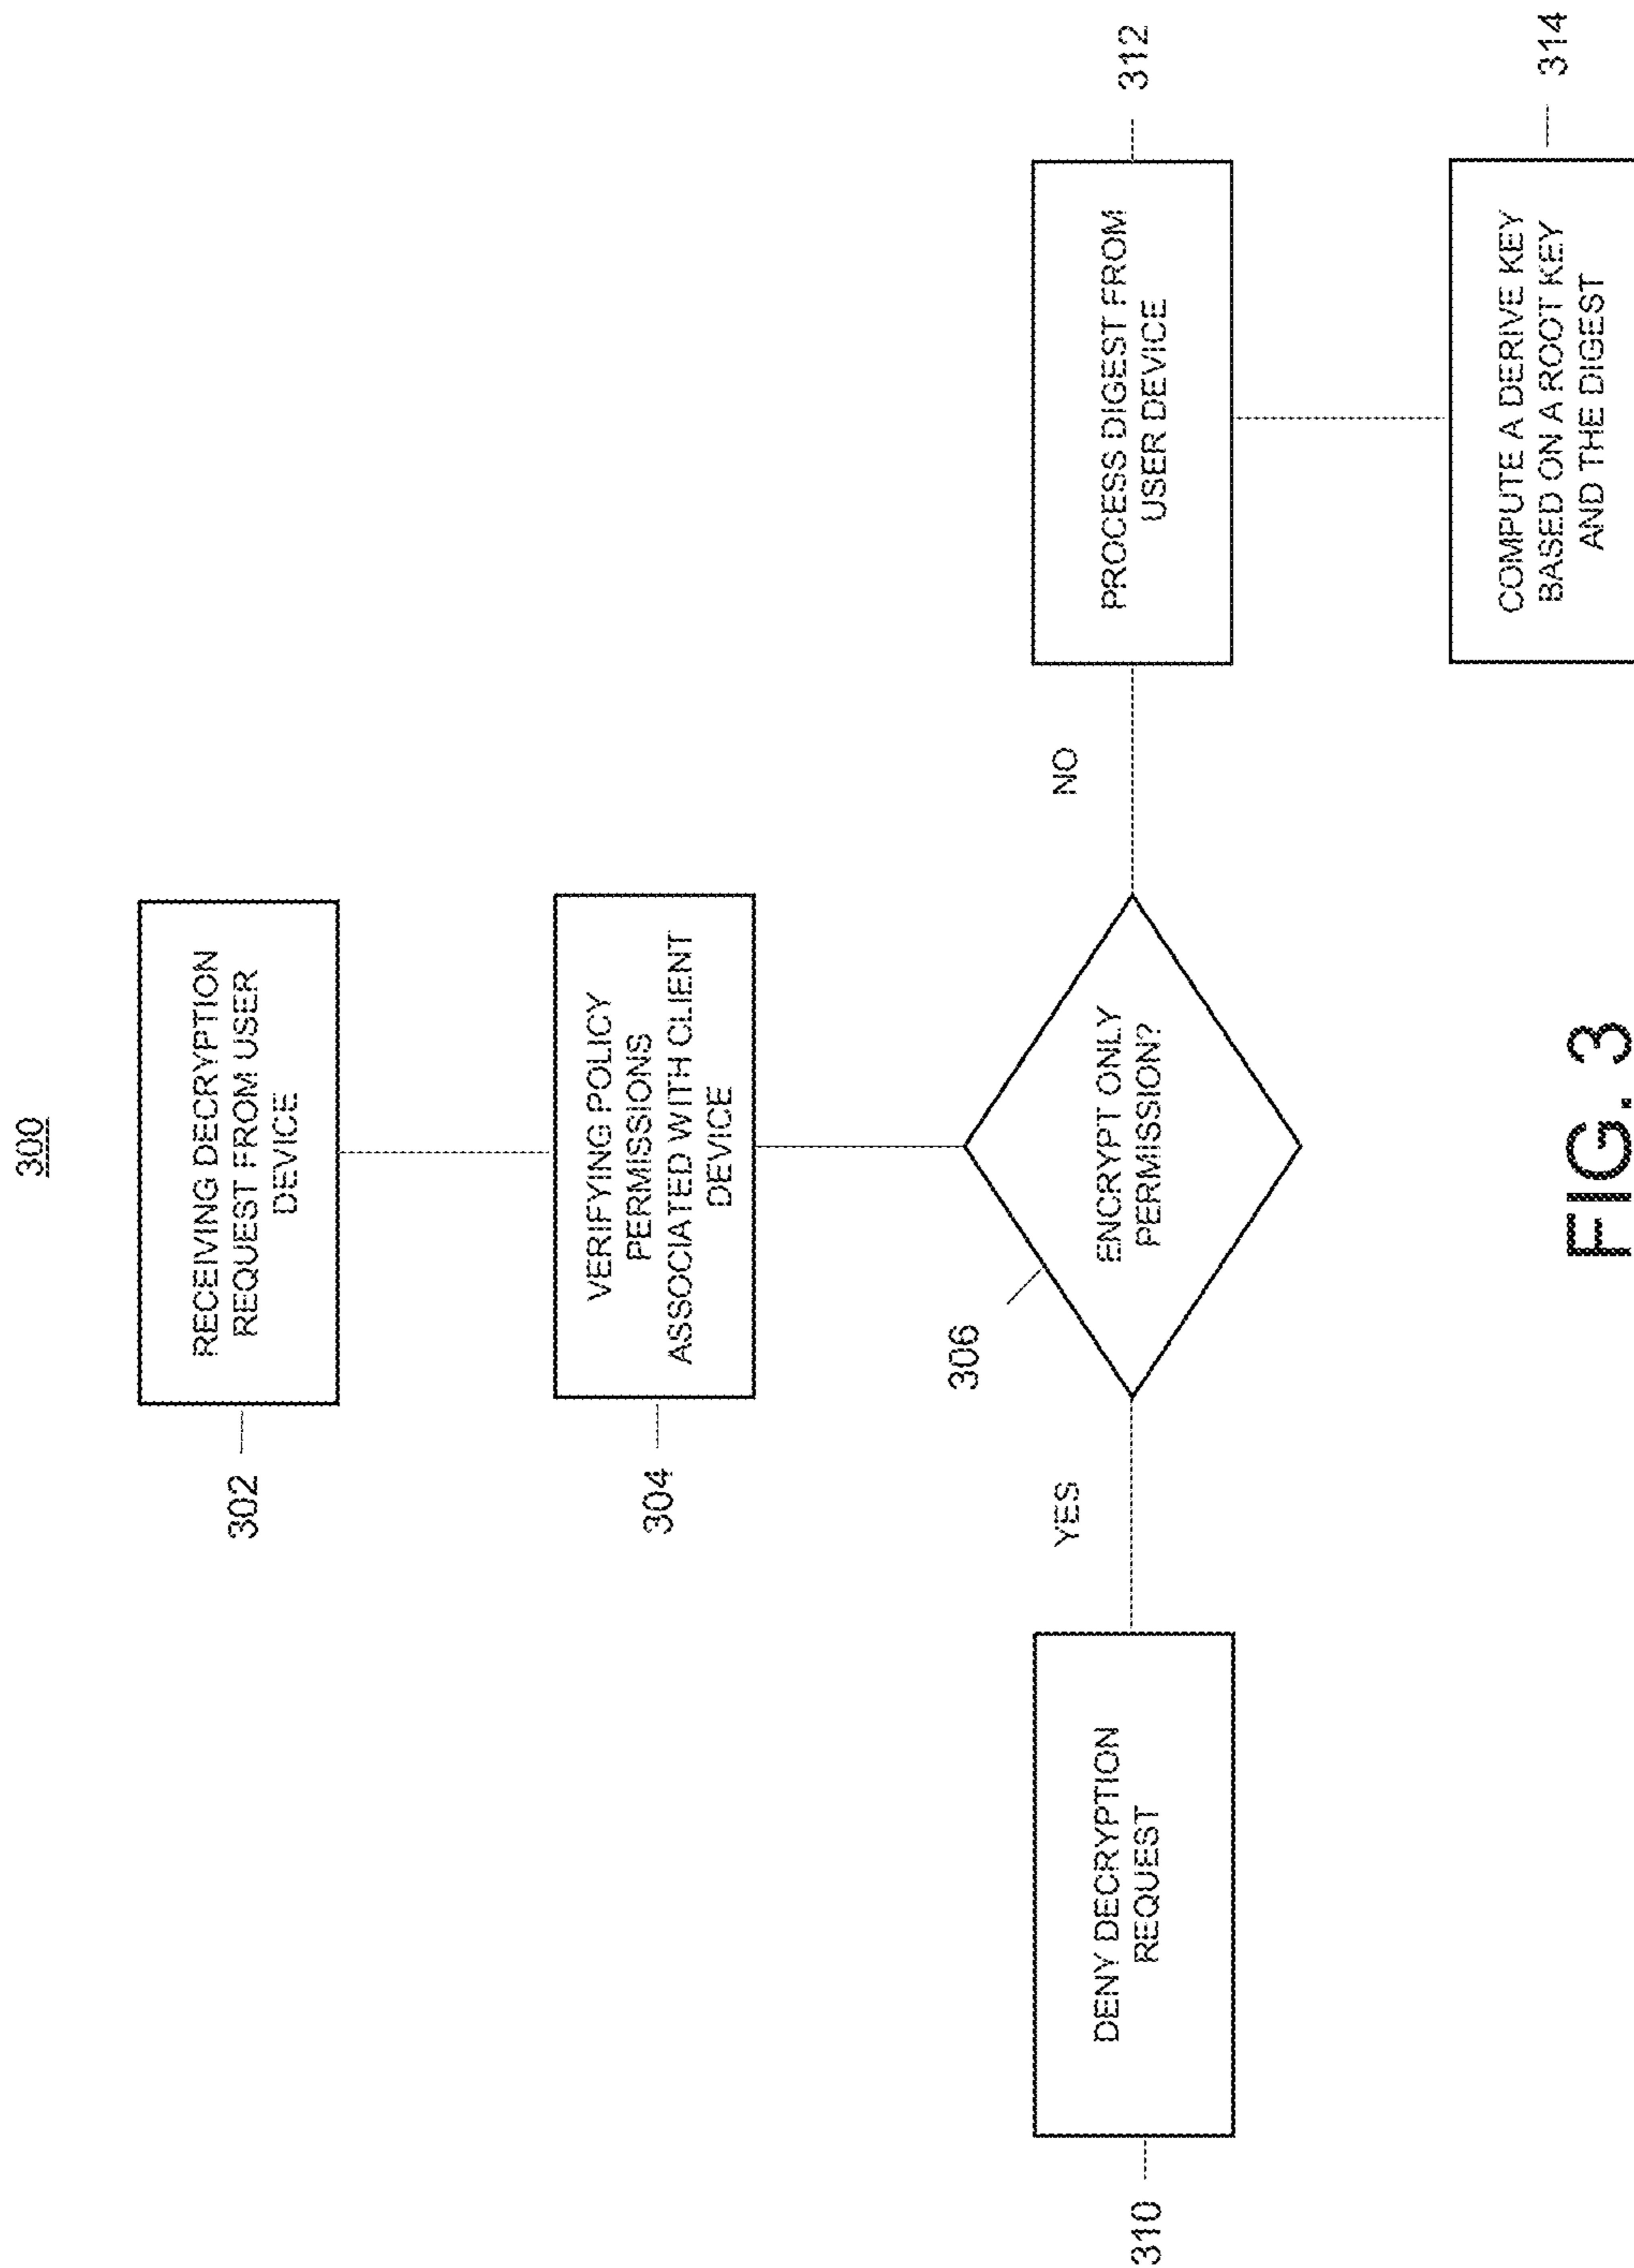 300
RECEIVING DECRYPTION
REQUEST FROM USER
DEVICE
302
VERIFYING POLICY
PERMISSIONS
ASSOCIATED WITH CLIENT
DEVICE
304
ENCRYPT ONLY
PERMISSION?
306
YES
NO
DENY DECRYPTION
REQUEST
310
PROCESS DIGEST FROM
USER DEVICE
312
COMPUTE A DERIVE KEY
BASED ON A ROOT KEY
AND THE DIGEST
314
FIG. 3